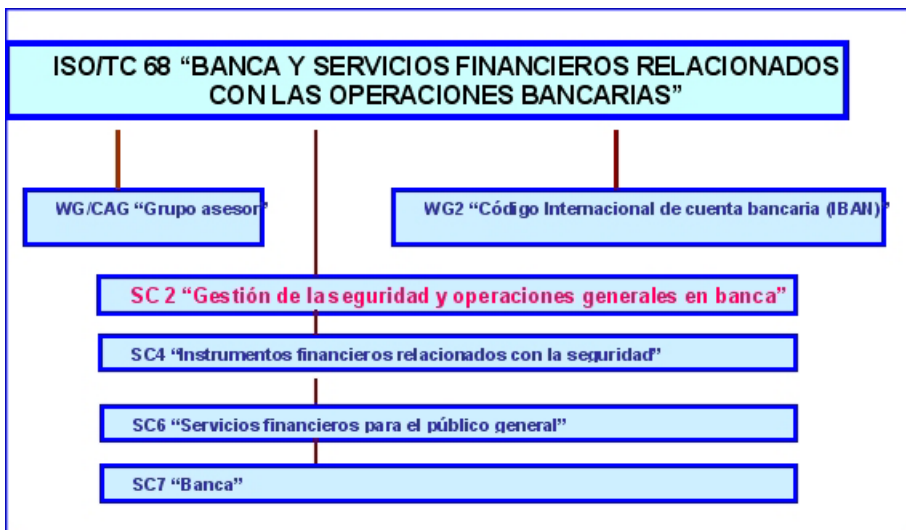 ISO/TC 68 “BANCA Y SERVICIOS FINANCIEROS RELACIONADOS
CON LAS OPERACIONES BANCARIAS”
WG/CAG “Grupo asesor”
WG2 “Código Internacional de cuenta bancaria (IBAN)”
SC 2 “Gestión de la seguridad y operaciones generales en banca”
SC4 “Instrumentos financieros relacionados con la seguridad”
SC6 “Servicios financieros para el público general”
SC7 “Banca”